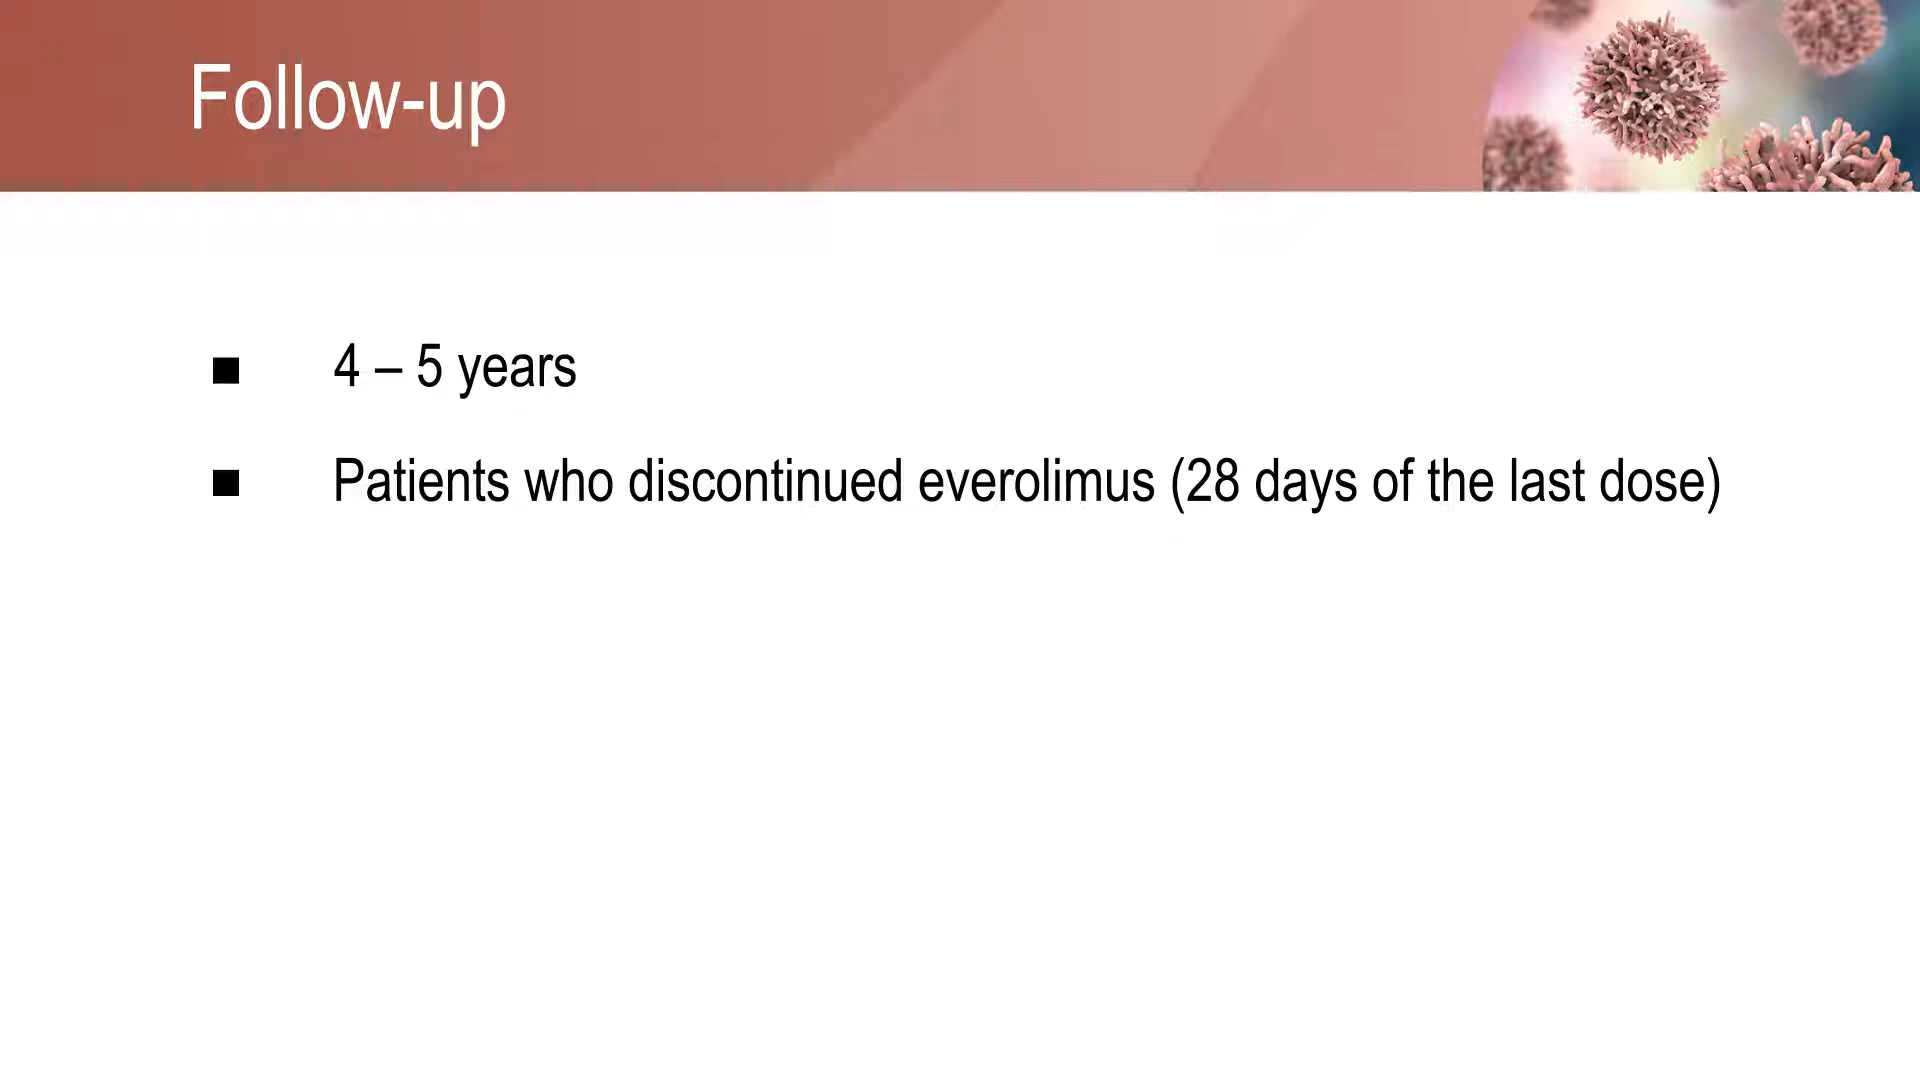 Follow-up
■ 4 – 5 years
■ Patients who discontinued everolimus (28 days of the last dose)